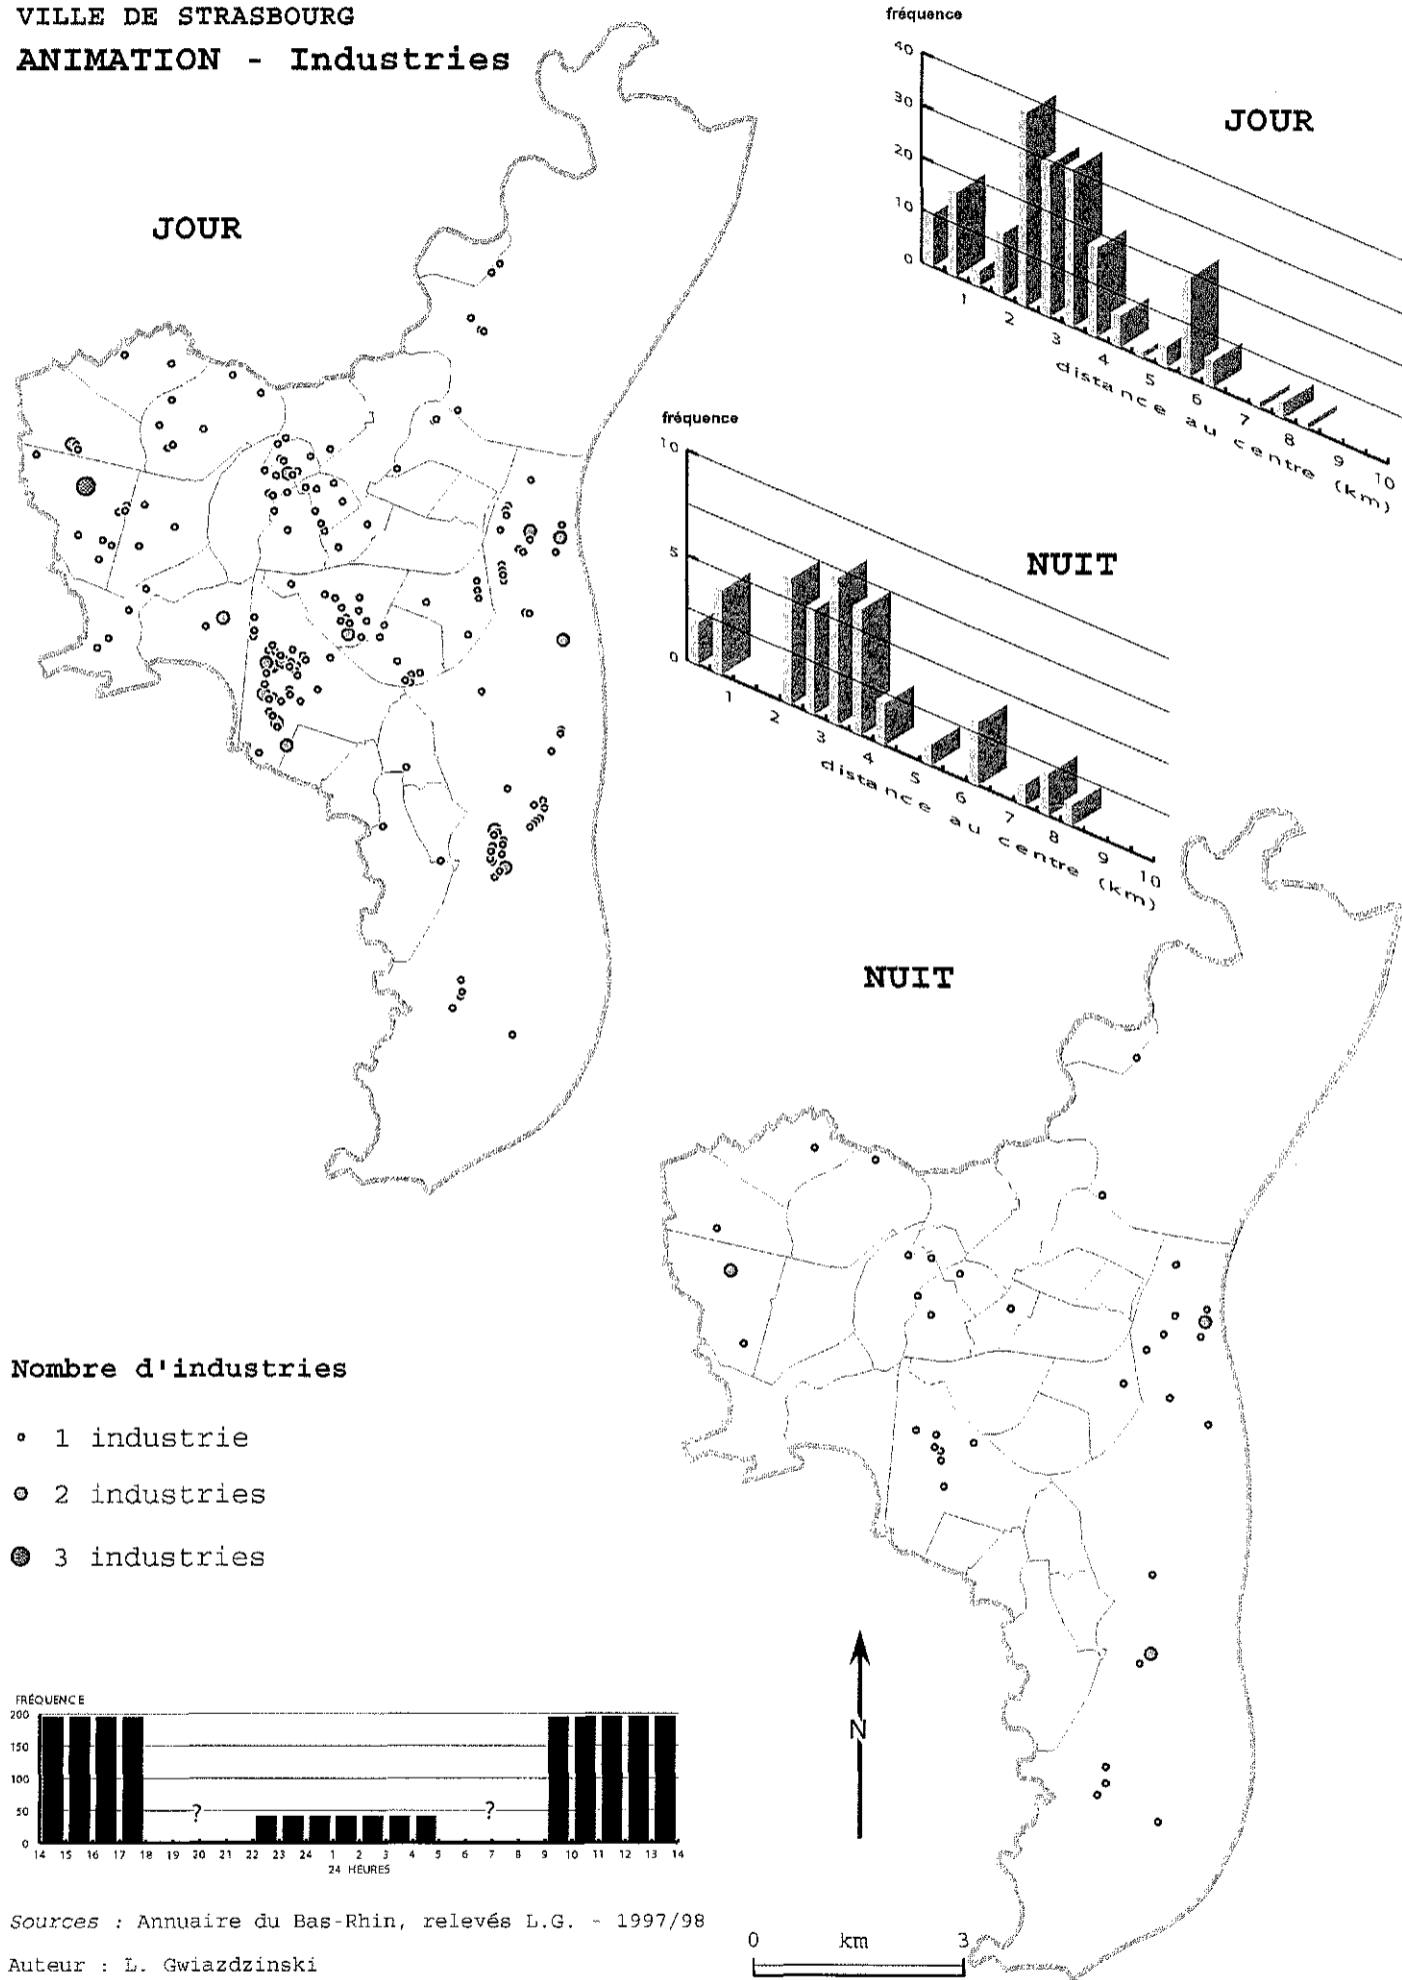 VILLE DE STRASBOURG
ANIMATION - Industries
JOUR
fréquence
40
30
20
10
0
JOUR
1 2 3 4 5 6 7 8 9 10
distance au centre (km)
fréquence
10
5
0
NUIT
1 2 3 4 5 6 7 8 9 10
distance au centre (km)
NUIT
Nombre d'industries
1 industrie
2 industries
3 industries
FRÉQUENCE
200
150
100
50
0
? ?
14 15 16 17 18 19 20 21 22 23 24 1 2 3 4 5 6 7 8 9 10 11 12 13 14
24 HEURES
N
0 km 3
Sources : Annuaire du Bas-Rhin, relevés L.G. - 1997/98
Auteur : L. Gwiazdzinski